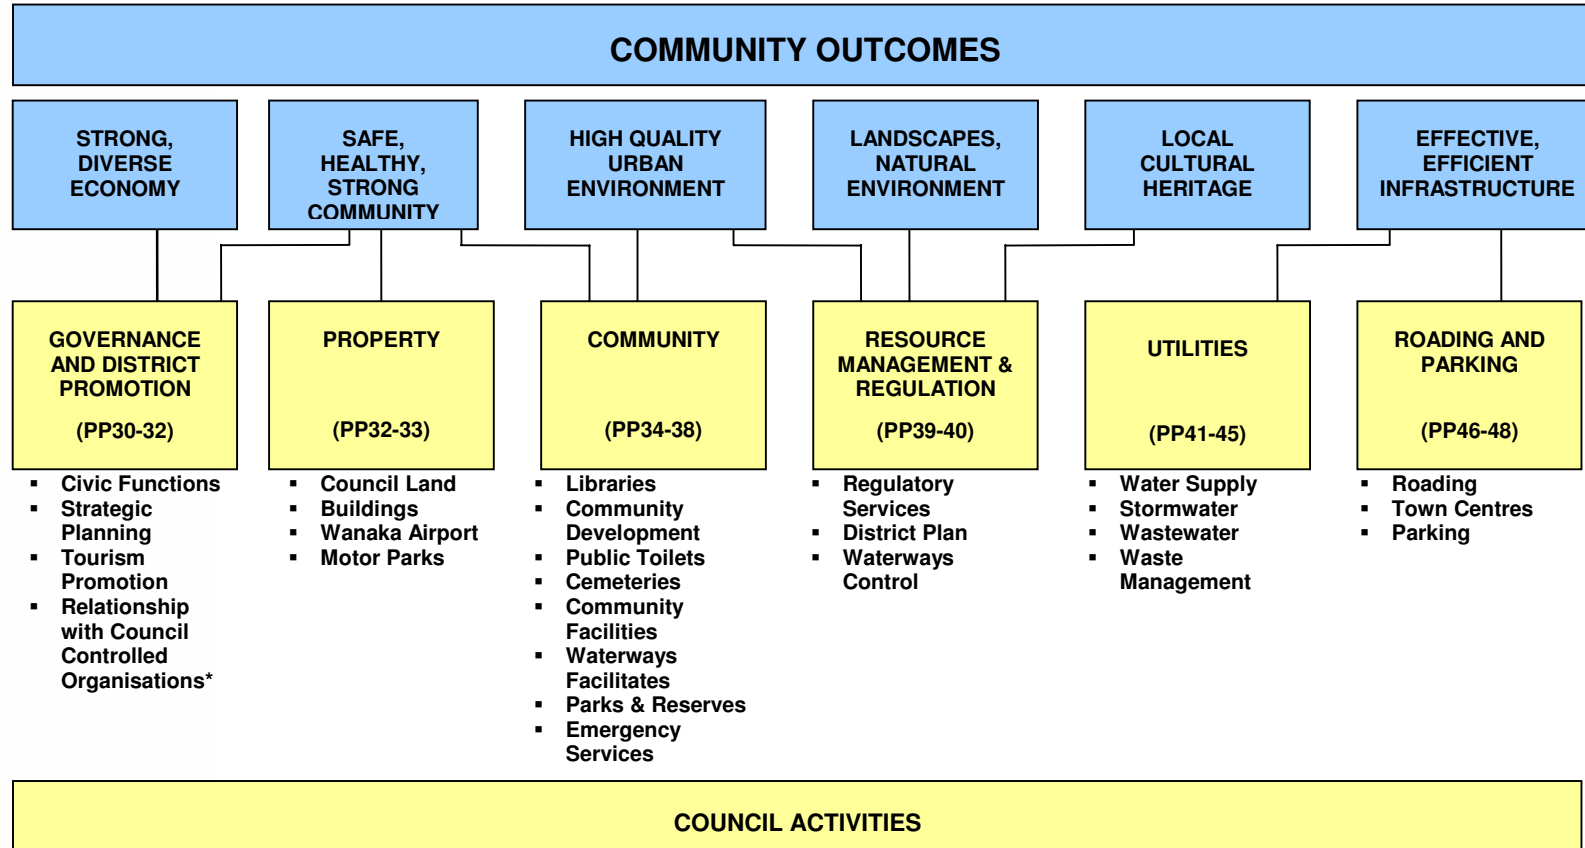 COMMUNITY OUTCOMES
STRONG,
DIVERSE
ECONOMY
SAFE,
HEALTHY,
STRONG
COMMUNITY
HIGH QUALITY
URBAN
ENVIRONMENT
LANDSCAPES,
NATURAL
ENVIRONMENT
LOCAL
CULTURAL
HERITAGE
EFFECTIVE,
EFFICIENT
INFRASTRUCTURE
GOVERNANCE
AND DISTRICT
PROMOTION
(PP30-32)
▪ Civic Functions
▪ Strategic
Planning
▪ Tourism
Promotion
▪ Relationship
with Council
Controlled
Organisations*
PROPERTY
(PP32-33)
▪ Council Land
▪ Buildings
▪ Wanaka Airport
▪ Motor Parks
COMMUNITY
(PP34-38)
▪ Libraries
▪ Community
Development
▪ Public Toilets
▪ Cemeteries
▪ Community
Facilities
▪ Waterways
Facilitates
▪ Parks & Reserves
▪ Emergency
Services
RESOURCE
MANAGEMENT &
REGULATION
(PP39-40)
▪ Regulatory
Services
▪ District Plan
▪ Waterways
Control
UTILITIES
(PP41-45)
▪ Water Supply
▪ Stormwater
▪ Wastewater
▪ Waste
Management
ROADING AND
PARKING
(PP46-48)
▪ Roading
▪ Town Centres
▪ Parking
COUNCIL ACTIVITIES